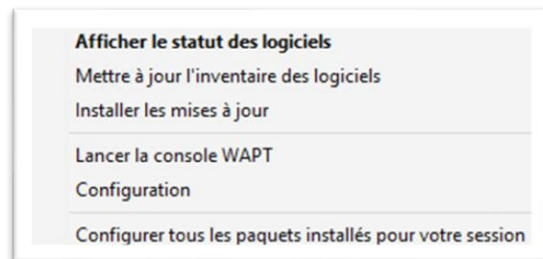 Afficher le statut des logiciels
Mettre à jour l'inventaire des logiciels
Installer les mises à jour
Lancer la console WAPT
Configuration
Configurer tous les paquets installés pour votre session